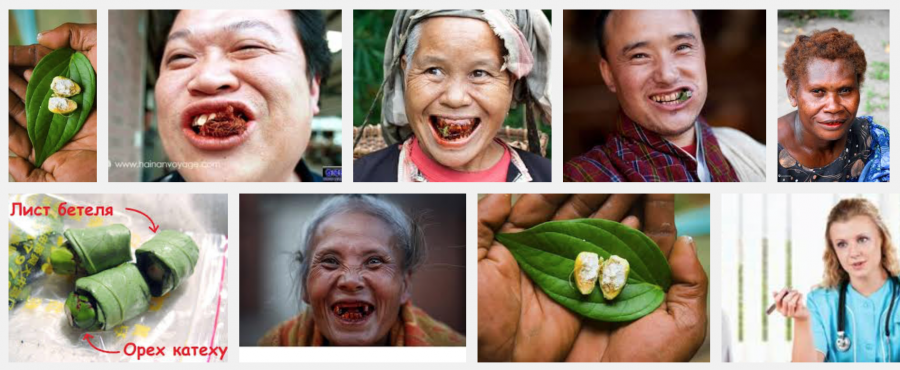 www.hainanvoyage.com
Лист бетеля
Орех катеху